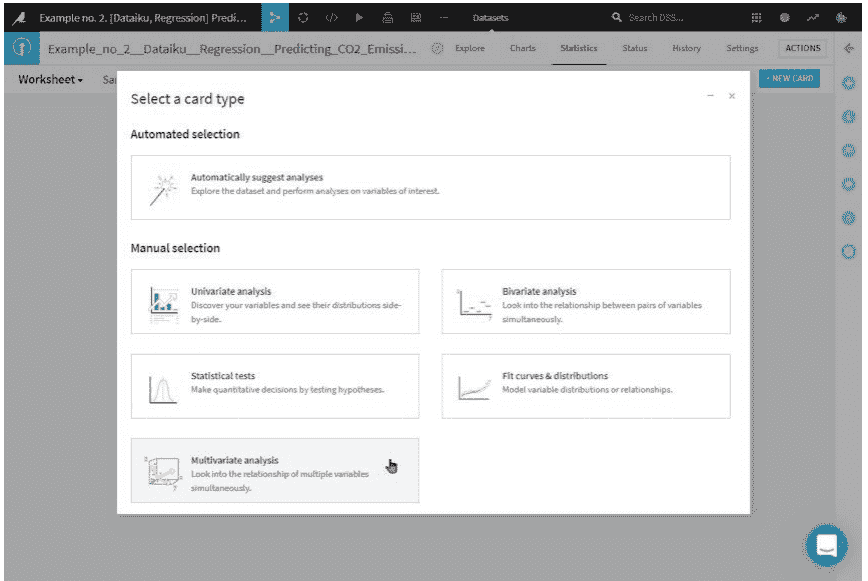 Example no. 2. [Dataiku, Regression] Predi... Datasets Search DSS...
Example_no_2__Dataiku__Regression__Predicting_CO2_Emissi... Explore Charts Statistics Status History Settings ACTIONS
Worksheet Sa + NEW CARD
Select a card type
Automated selection
Automatically suggest analyses
Explore the dataset and perform analyses on variables of interest.
Manual selection
Univariate analysis
Discover your variables and see their distributions side-
by-side.
Bivariate analysis
Look into the relationship between pairs of variables
simultaneously.
Statistical tests
Make quantitative decisions by testing hypotheses.
Fit curves & distributions
Model variable distributions or relationships.
Multivariate analysis
Look into the relationship of multiple variables
simultaneously.